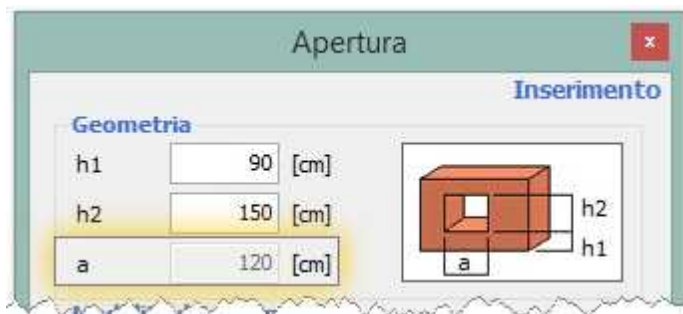 Apertura
x
Inserimento
Geometria
h1 90 [cm]
h2 150 [cm]
a 120 [cm]
h2
h1
a